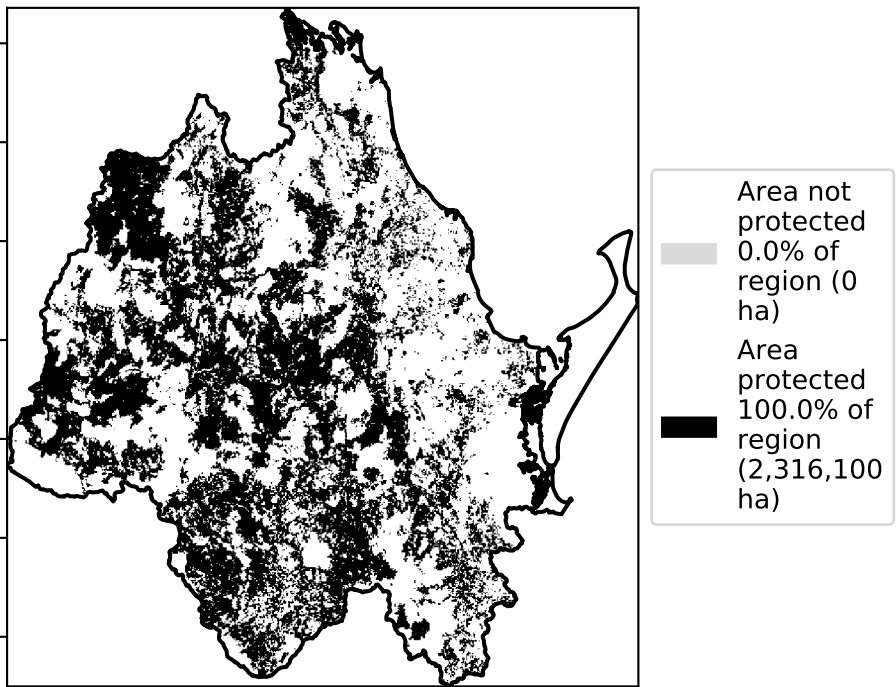 Area not
protected
0.0% of
region (0
ha)
Area
protected
100.0% of
region
(2,316,100
ha)